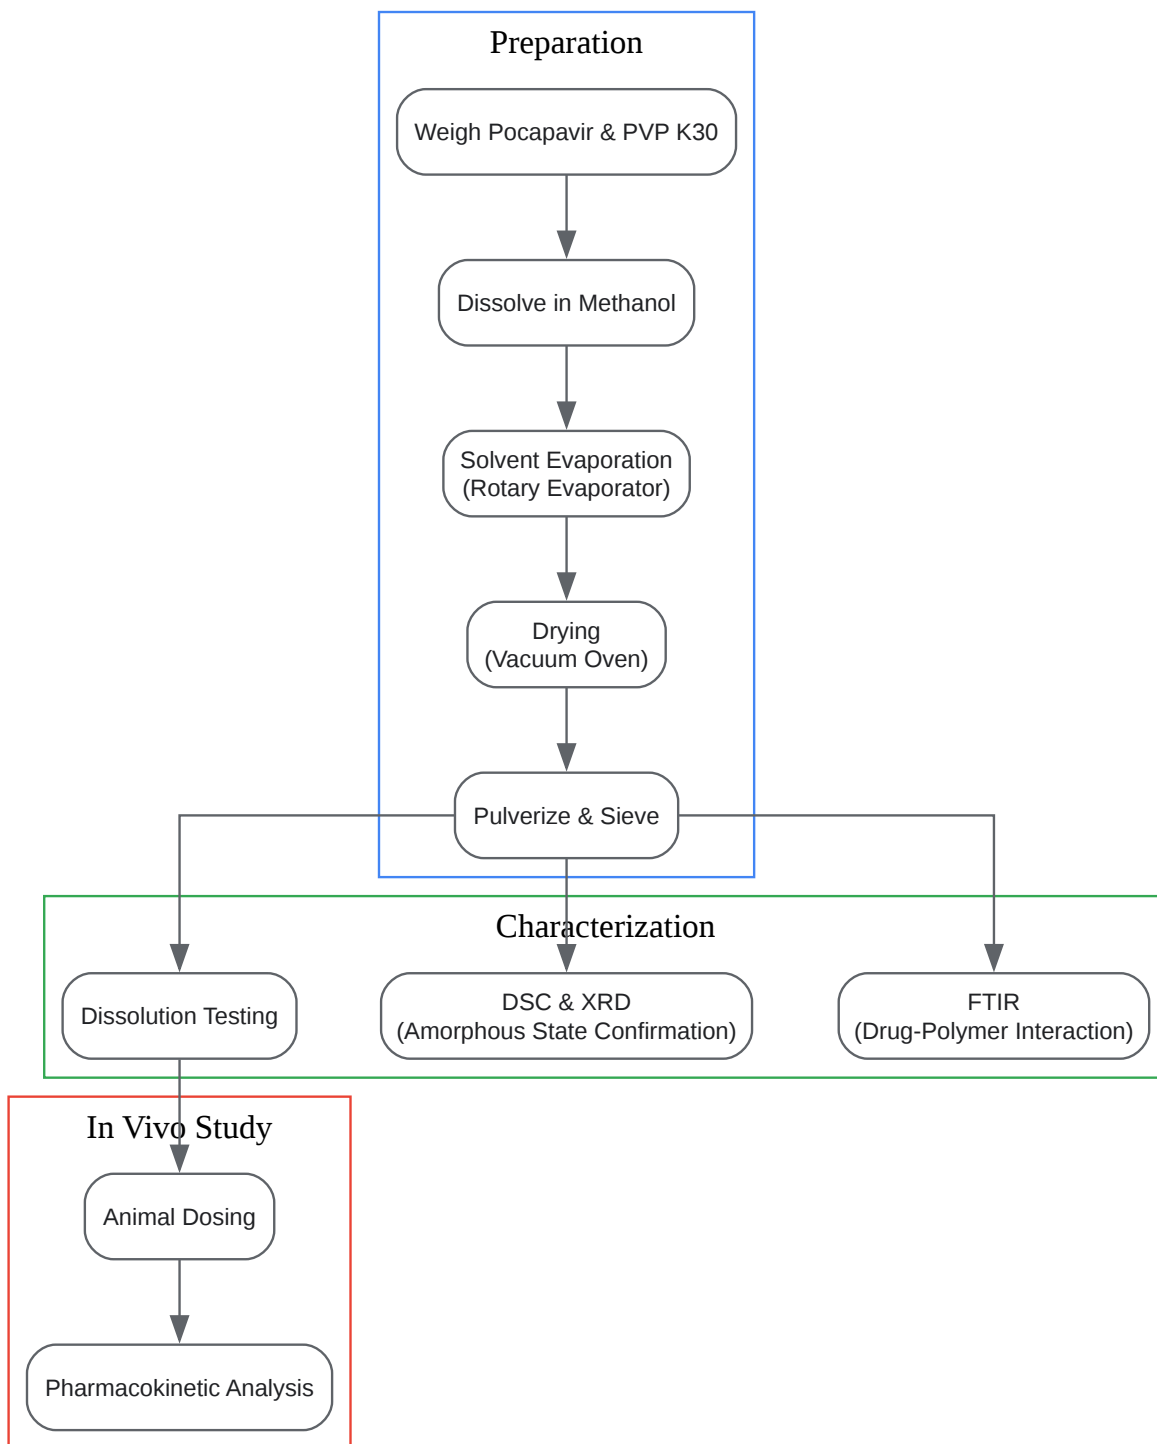 Preparation
Weigh Pocapavir & PVP K30
Dissolve in Methanol
Solvent Evaporation
(Rotary Evaporator)
Drying
(Vacuum Oven)
Pulverize & Sieve
Characterization
Dissolution Testing
DSC & XRD
(Amorphous State Confirmation)
FTIR
(Drug-Polymer Interaction)
In Vivo Study
Animal Dosing
Pharmacokinetic Analysis